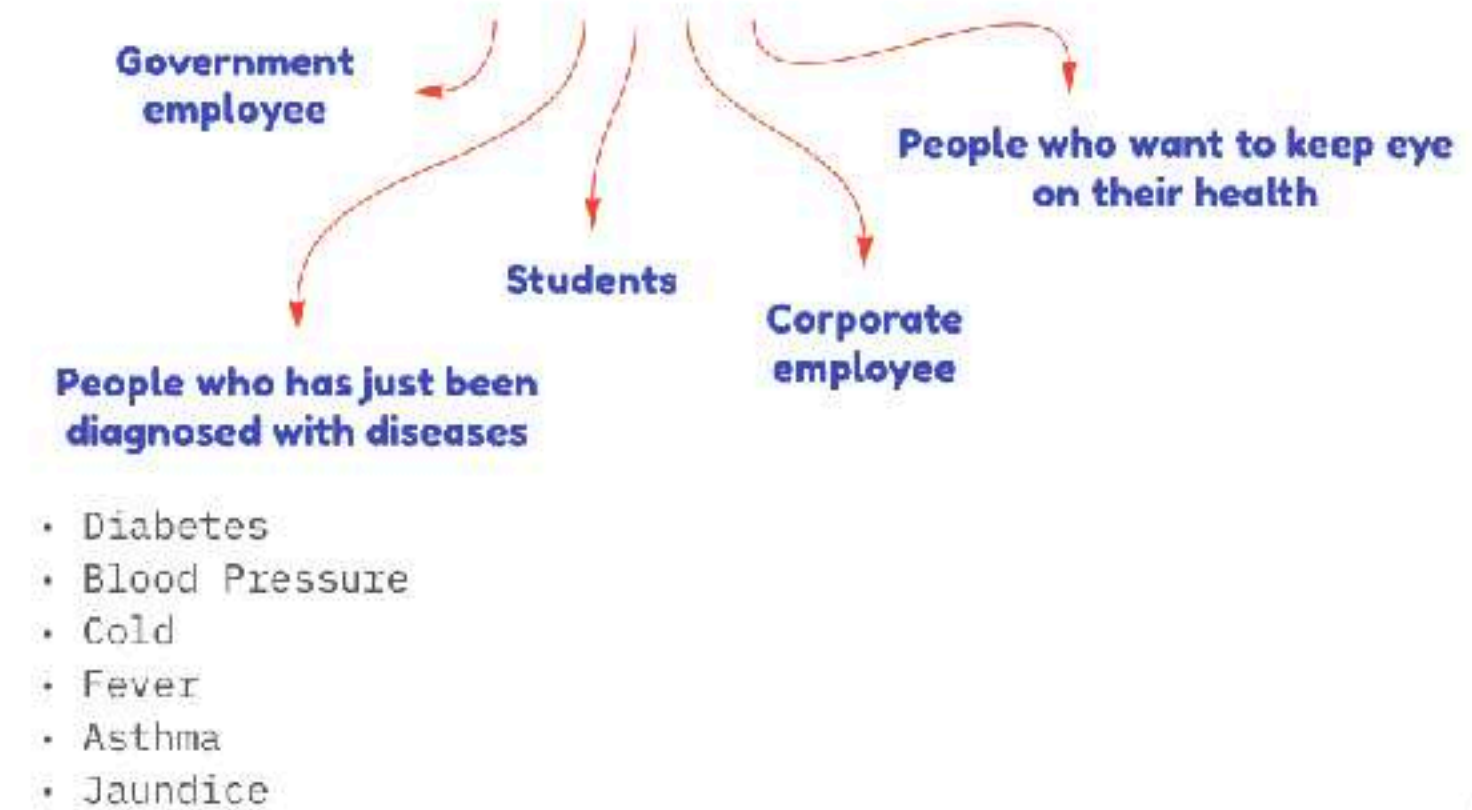 Government
employee
People who want to keep eye
on their health
Students
Corporate
employee
People who has just been
diagnosed with diseases
• Diabetes
• Blood Pressure
• Cold
• Fever
• Asthma
• Jaundice